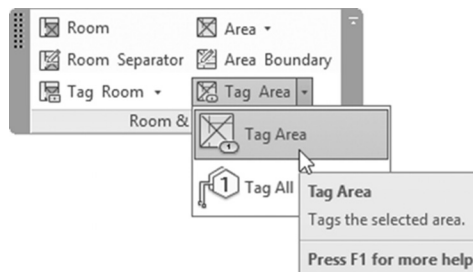 Room
Area
Room Separator
Area Boundary
Tag Room
Tag Area
Room &
Tag Area
1
Tag All
Tag Area
Tags the selected area.
Press F1 for more help